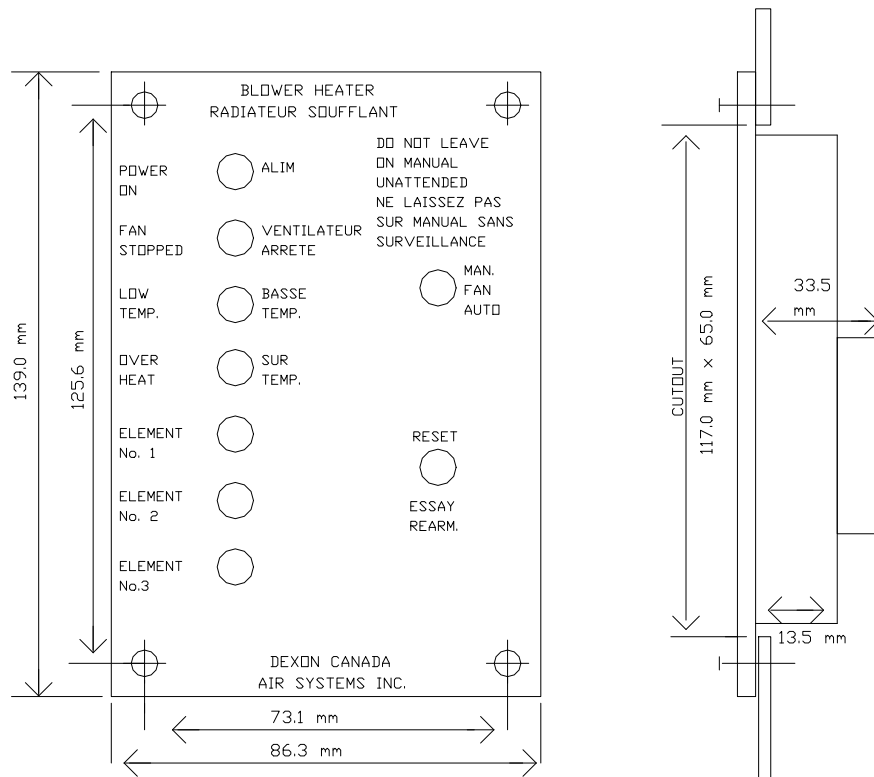 BLOWER HEATER
RADIATEUR SOUFFLANT
DO NOT LEAVE
ON MANUAL
UNATTENDED
NE LAISSEZ PAS
SUR MANUAL SANS
SURVEILLANCE
POWER
ON
ALIM
FAN
STOPPED
VENTILATEUR
ARRETE
LOW
TEMP.
BASSE
TEMP.
MAN.
FAN
AUTO
OVER
HEAT
SUR
TEMP.
ELEMENT
No. 1
RESET
ELEMENT
No. 2
ESSAY
REARM.
ELEMENT
No.3
DEXON CANADA
AIR SYSTEMS INC.
139.0 mm
125.6 mm
73.1 mm
86.3 mm
CUTOUT
117.0 mm × 65.0 mm
33.5
mm
13.5 mm